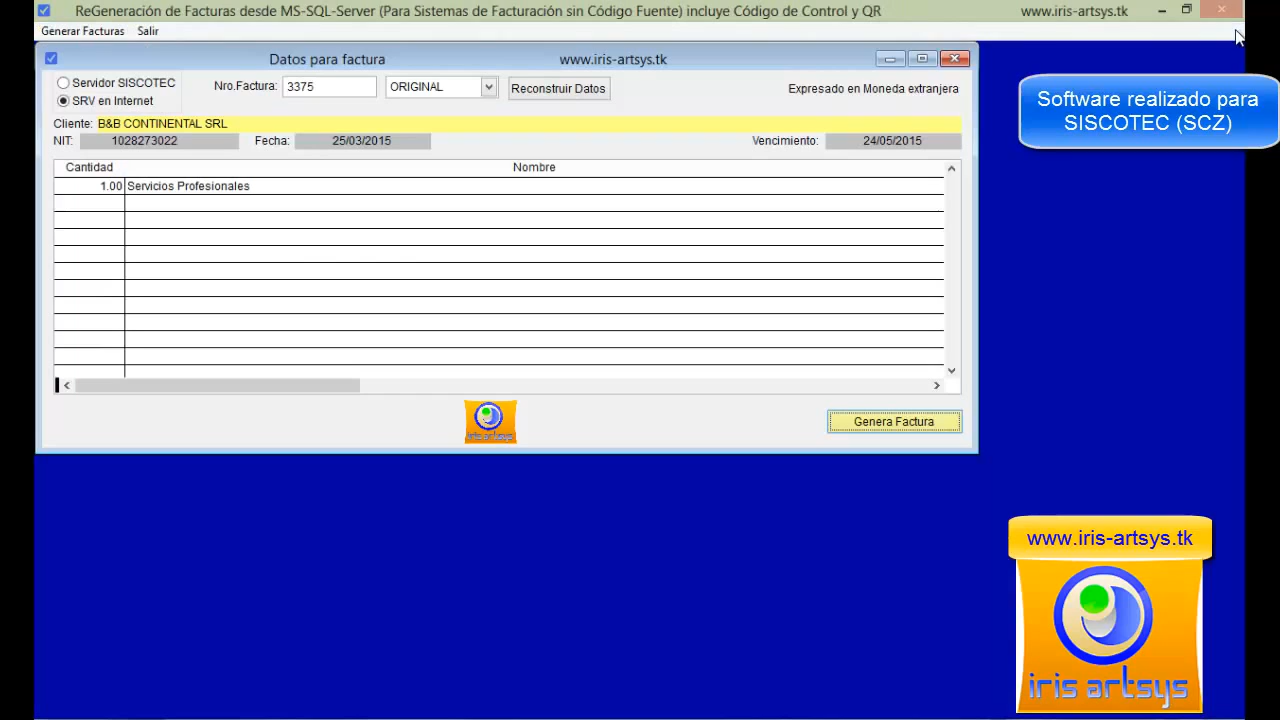 ReGeneración de Facturas desde MS-SQL-Server (Para Sistemas de Facturación sin Código Fuente) incluye Código de Control y QR www.iris-artsys.tk
Generar Facturas Salir
Datos para factura www.iris-artsys.tk
Servidor SISCOTEC
SRV en Internet
Nro.Factura: 3375 ORIGINAL Reconstruir Datos Expresado en Moneda extranjera
Cliente: B&B CONTINENTAL SRL
NIT: 1028273022 Fecha: 25/03/2015 Vencimiento: 24/05/2015
Cantidad Nombre
1.00 Servicios Profesionales
iris artsys
Genera Factura
Software realizado para
SISCOTEC (SCZ)
www.iris-artsys.tk
iris artsys